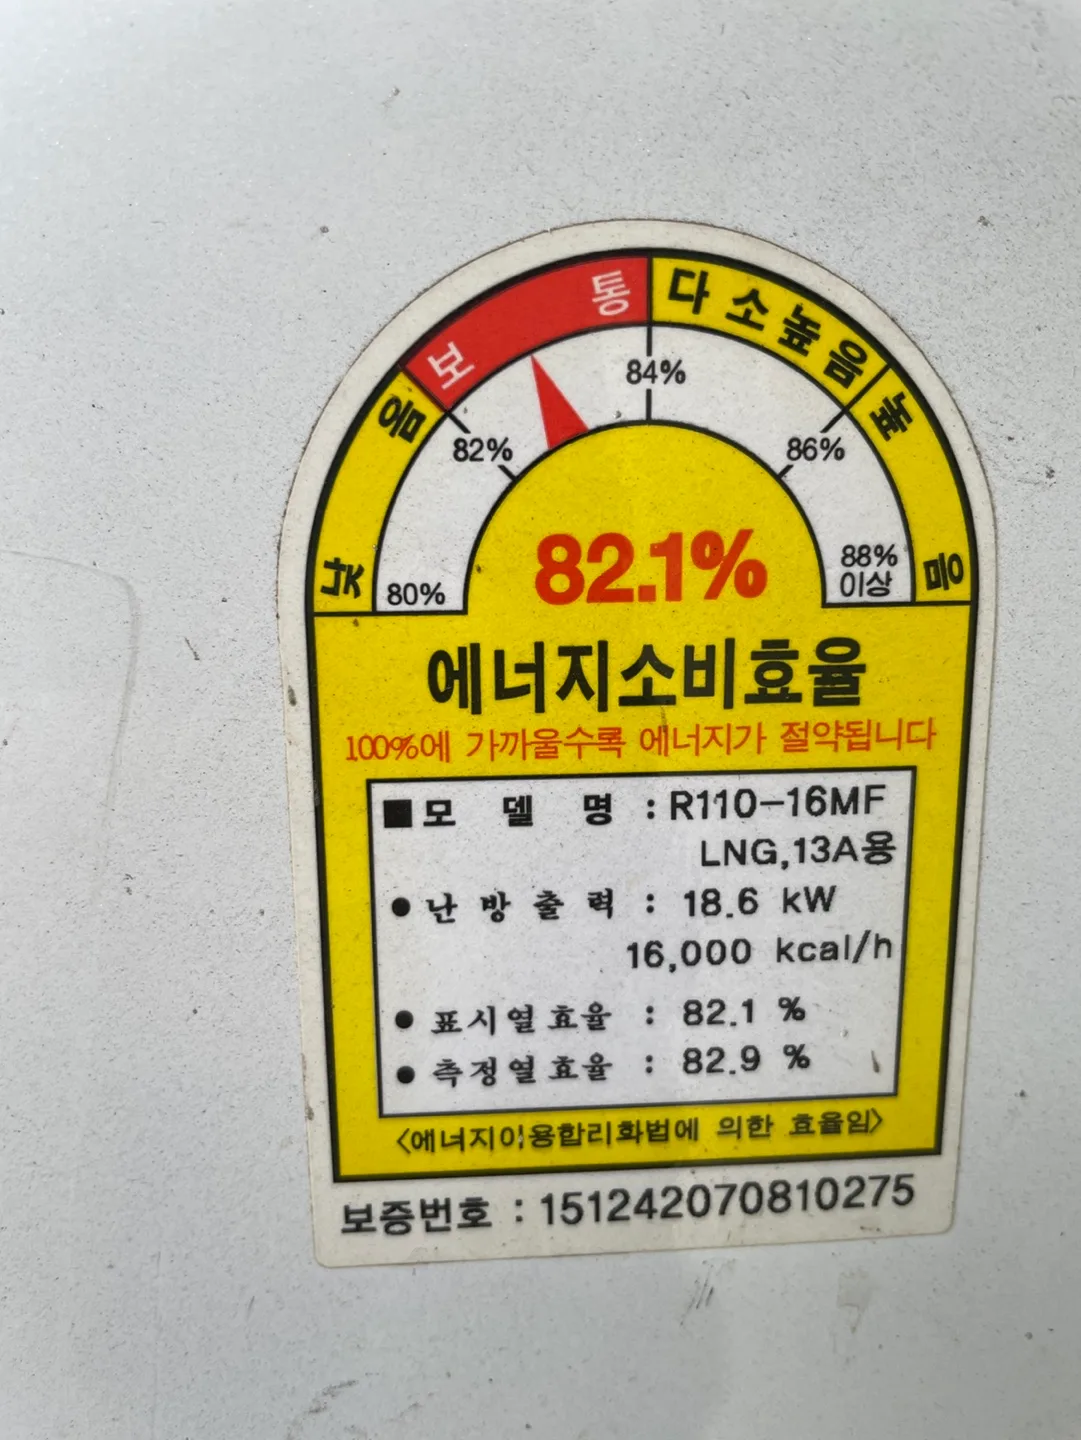 낮음 보통 다소높음 높음
80% 82% 84% 86% 88% 이상
82.1%
에너지소비효율
100%에 가까울수록 에너지가 절약됩니다
■모 델 명 : R110-16MF
LNG,13A용
● 난 방 출 력 : 18.6 kW
16,000 kcal/h
● 표시열효율 : 82.1 %
● 측정열효율 : 82.9 %
<에너지이용합리화법에 의한 효율임>
보증번호 : 151242070810275